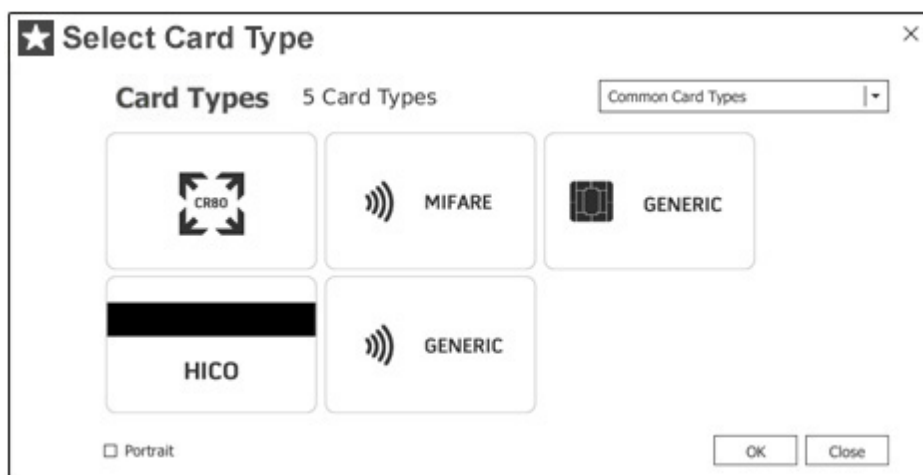 Select Card Type
Card Types 5 Card Types Common Card Types
CR80 MIFARE GENERIC
HICO GENERIC
Portrait OK Close